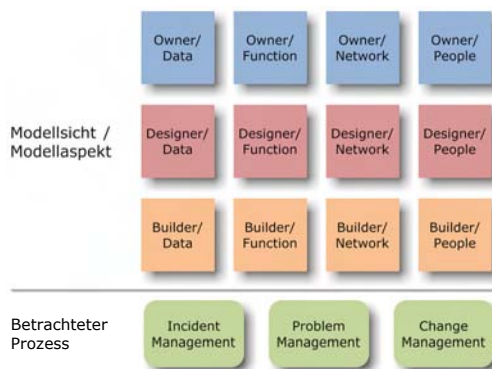 Owner/ Owner/ Owner/ Owner/
Data Function Network People
Modellsicht /
Modellaspekt
Designer/ Designer/ Designer/ Designer/
Data Function Network People
Builder/ Builder/ Builder/ Builder/
Data Function Network People
Betrachteter
Prozess
Incident Problem Change
Management Management Management